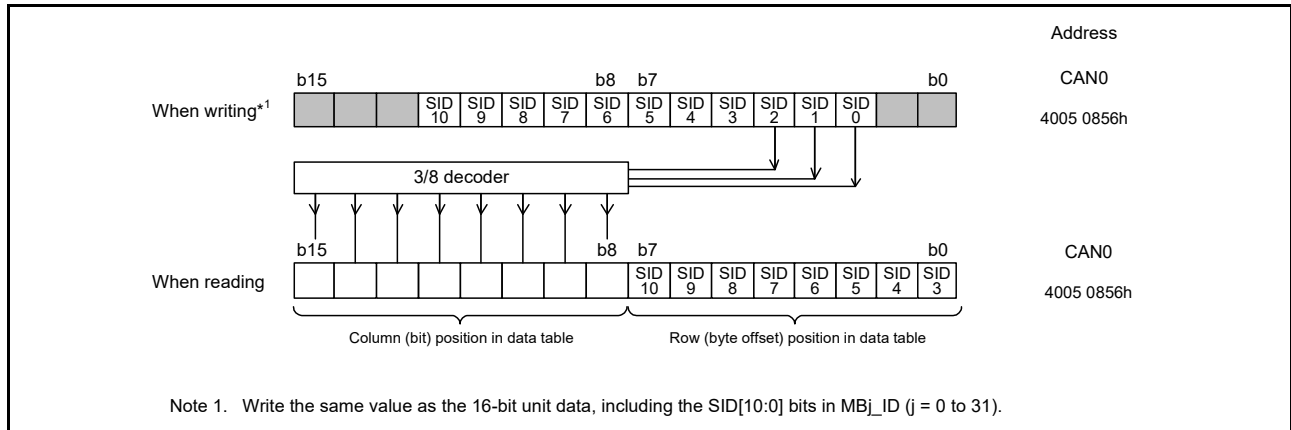 Address
b15 b8 b7 b0 CAN0
When writing*1 SID 10 SID 9 SID 8 SID 7 SID 6 SID 5 SID 4 SID 3 SID 2 SID 1 SID 0 4005 0856h
3/8 decoder
b15 b8 b7 b0 CAN0
When reading SID 10 SID 9 SID 8 SID 7 SID 6 SID 5 SID 4 SID 3 4005 0856h
Column (bit) position in data table Row (byte offset) position in data table
Note 1. Write the same value as the 16-bit unit data, including the SID[10:0] bits in MBj_ID (j = 0 to 31).